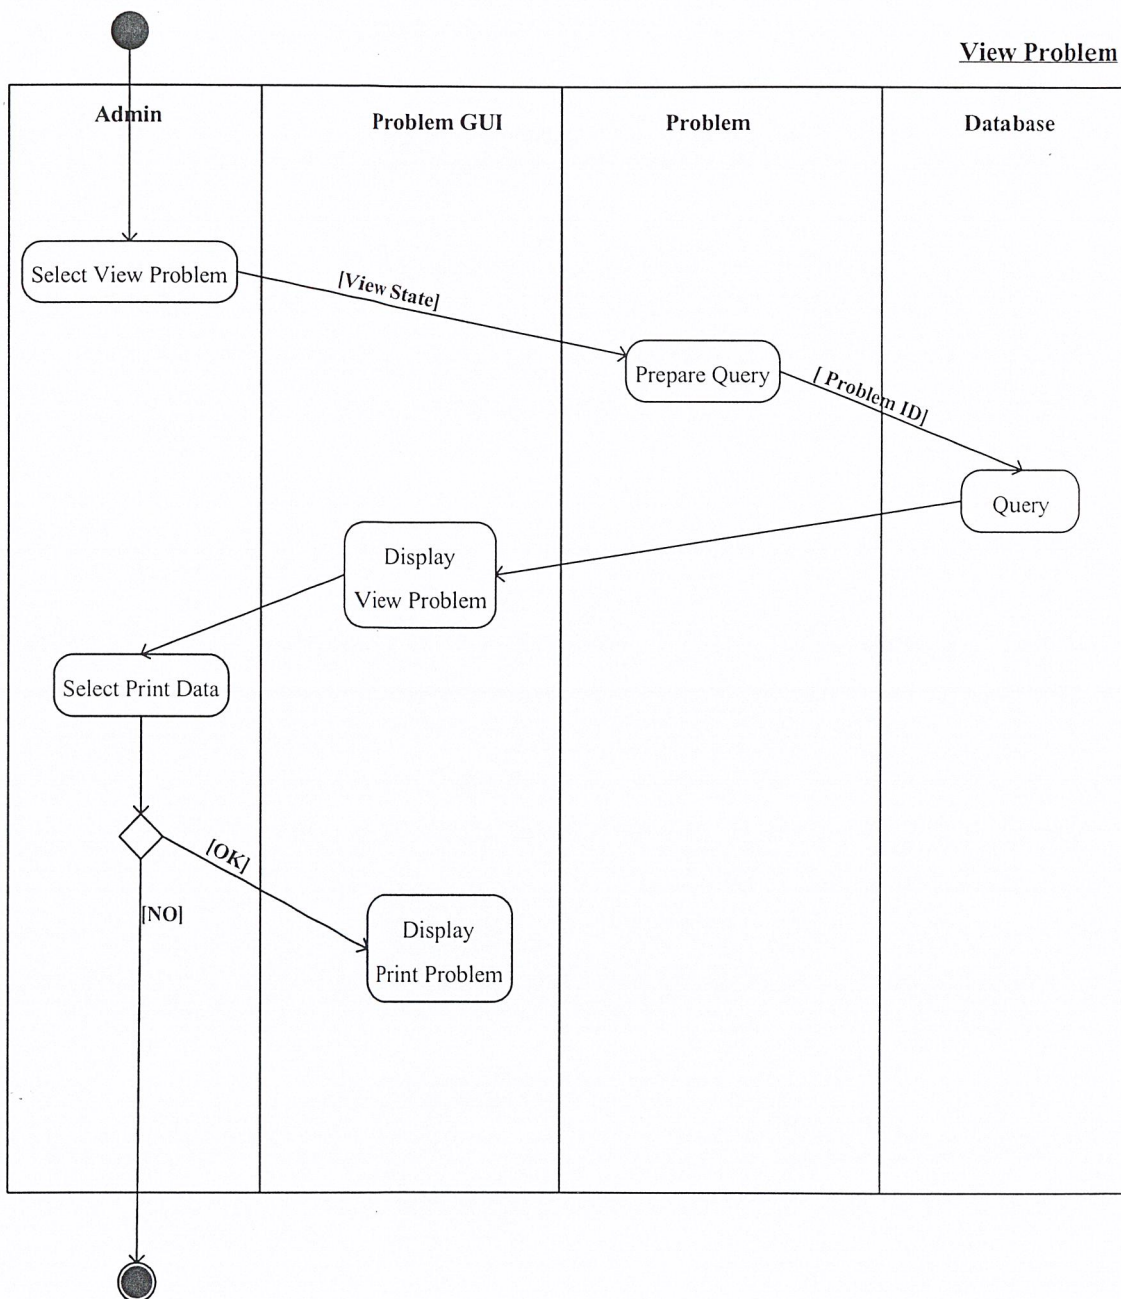 View Problem
Admin
Problem GUI
Problem
Database
Select View Problem
[View State]
Prepare Query
[ Problem ID]
Query
Display
View Problem
Select Print Data
[OK]
[NO]
Display
Print Problem